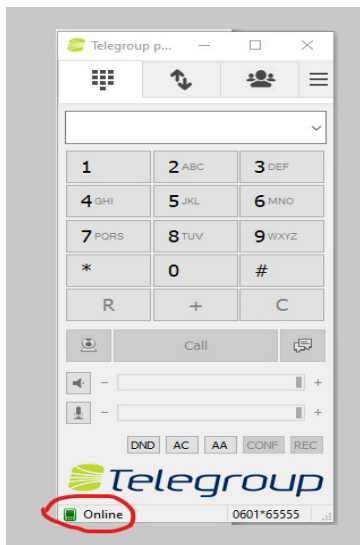 Telegroup p...
1
2 ABC
3 DEF
4 GHI
5 JKL
6 MNO
7 PQRS
8 TUV
9 WXYZ
*
0
#
R
+
C
Call
- +
- +
DND AC AA CONF REC
Telegroup
Online 0601*65555